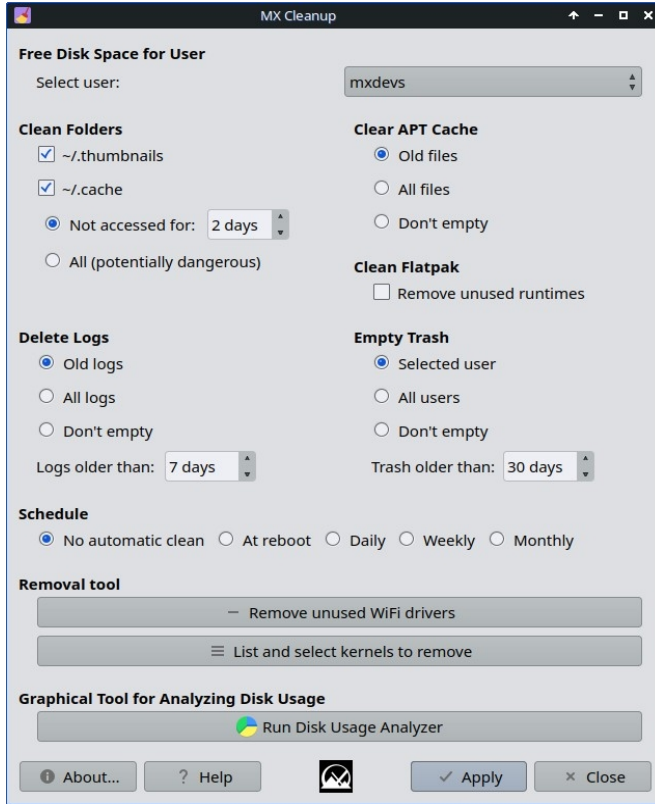 MX Cleanup
Free Disk Space for User
Select user:
mxdevs
Clean Folders
~/.thumbnails
~/.cache
Not accessed for: 2 days
All (potentially dangerous)
Clear APT Cache
Old files
All files
Don't empty
Clean Flatpak
Remove unused runtimes
Delete Logs
Old logs
All logs
Don't empty
Logs older than: 7 days
Empty Trash
Selected user
All users
Don't empty
Trash older than: 30 days
Schedule
No automatic clean At reboot Daily Weekly Monthly
Removal tool
Remove unused WiFi drivers
List and select kernels to remove
Graphical Tool for Analyzing Disk Usage
Run Disk Usage Analyzer
About... ? Help Apply Close